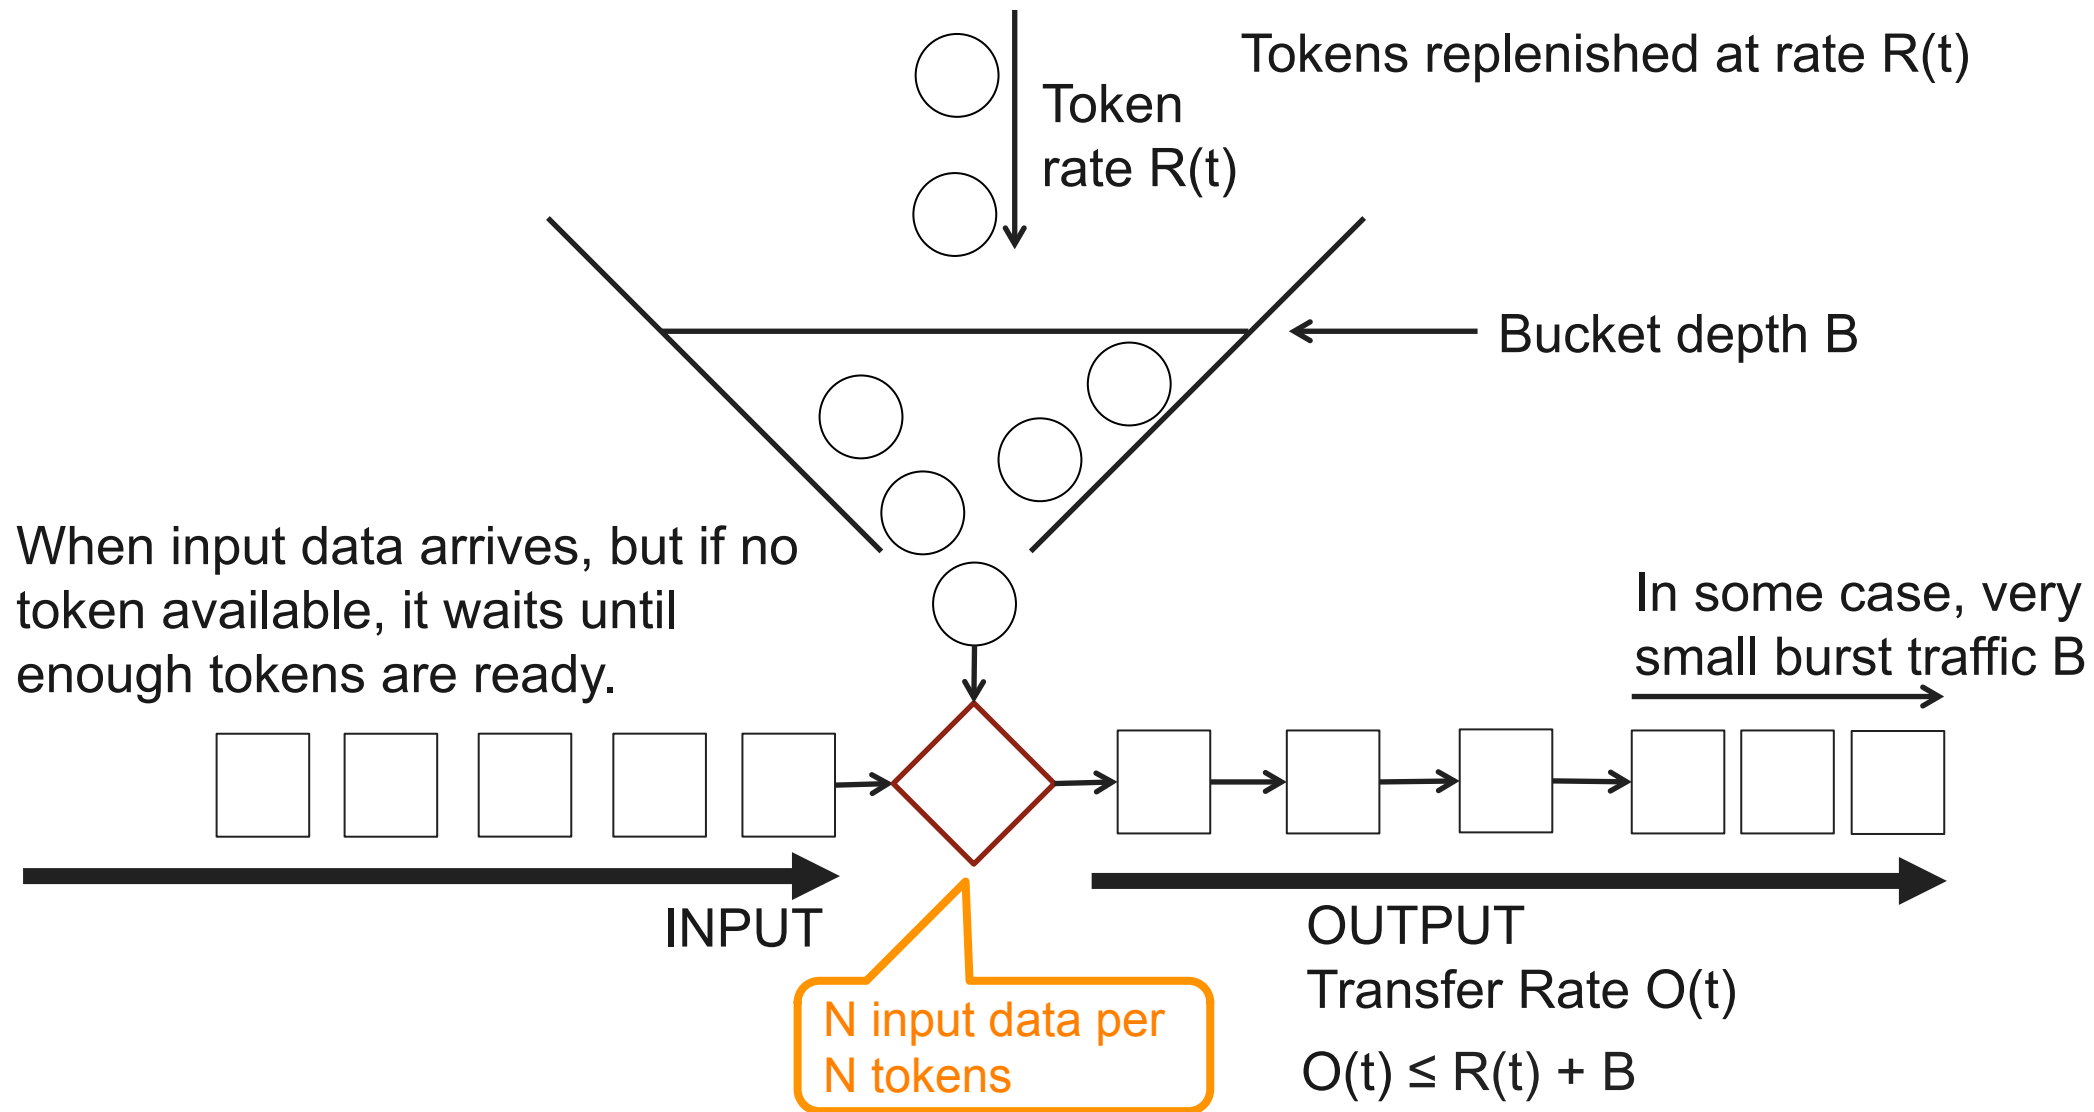 Tokens replenished at rate R(t)
Token
rate R(t)
Bucket depth B
When input data arrives, but if no
token available, it waits until
enough tokens are ready.
In some case, very
small burst traffic B
INPUT
OUTPUT
Transfer Rate O(t)
O(t) ≤ R(t) + B
N input data per
N tokens